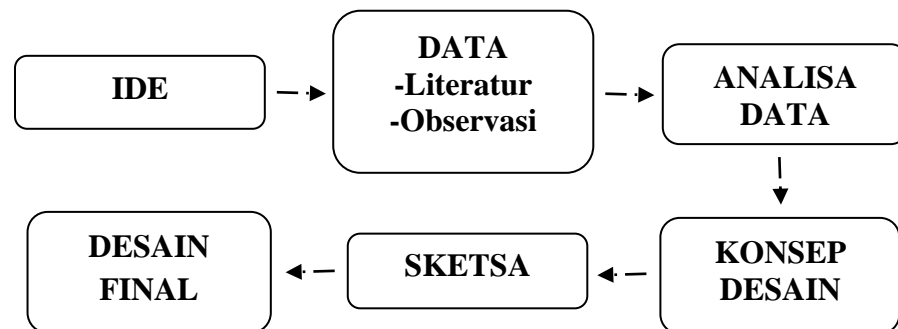 IDE
DATA
-Literatur
-Observasi
ANALISA
DATA
KONSEP
DESAIN
SKETSA
DESAIN
FINAL